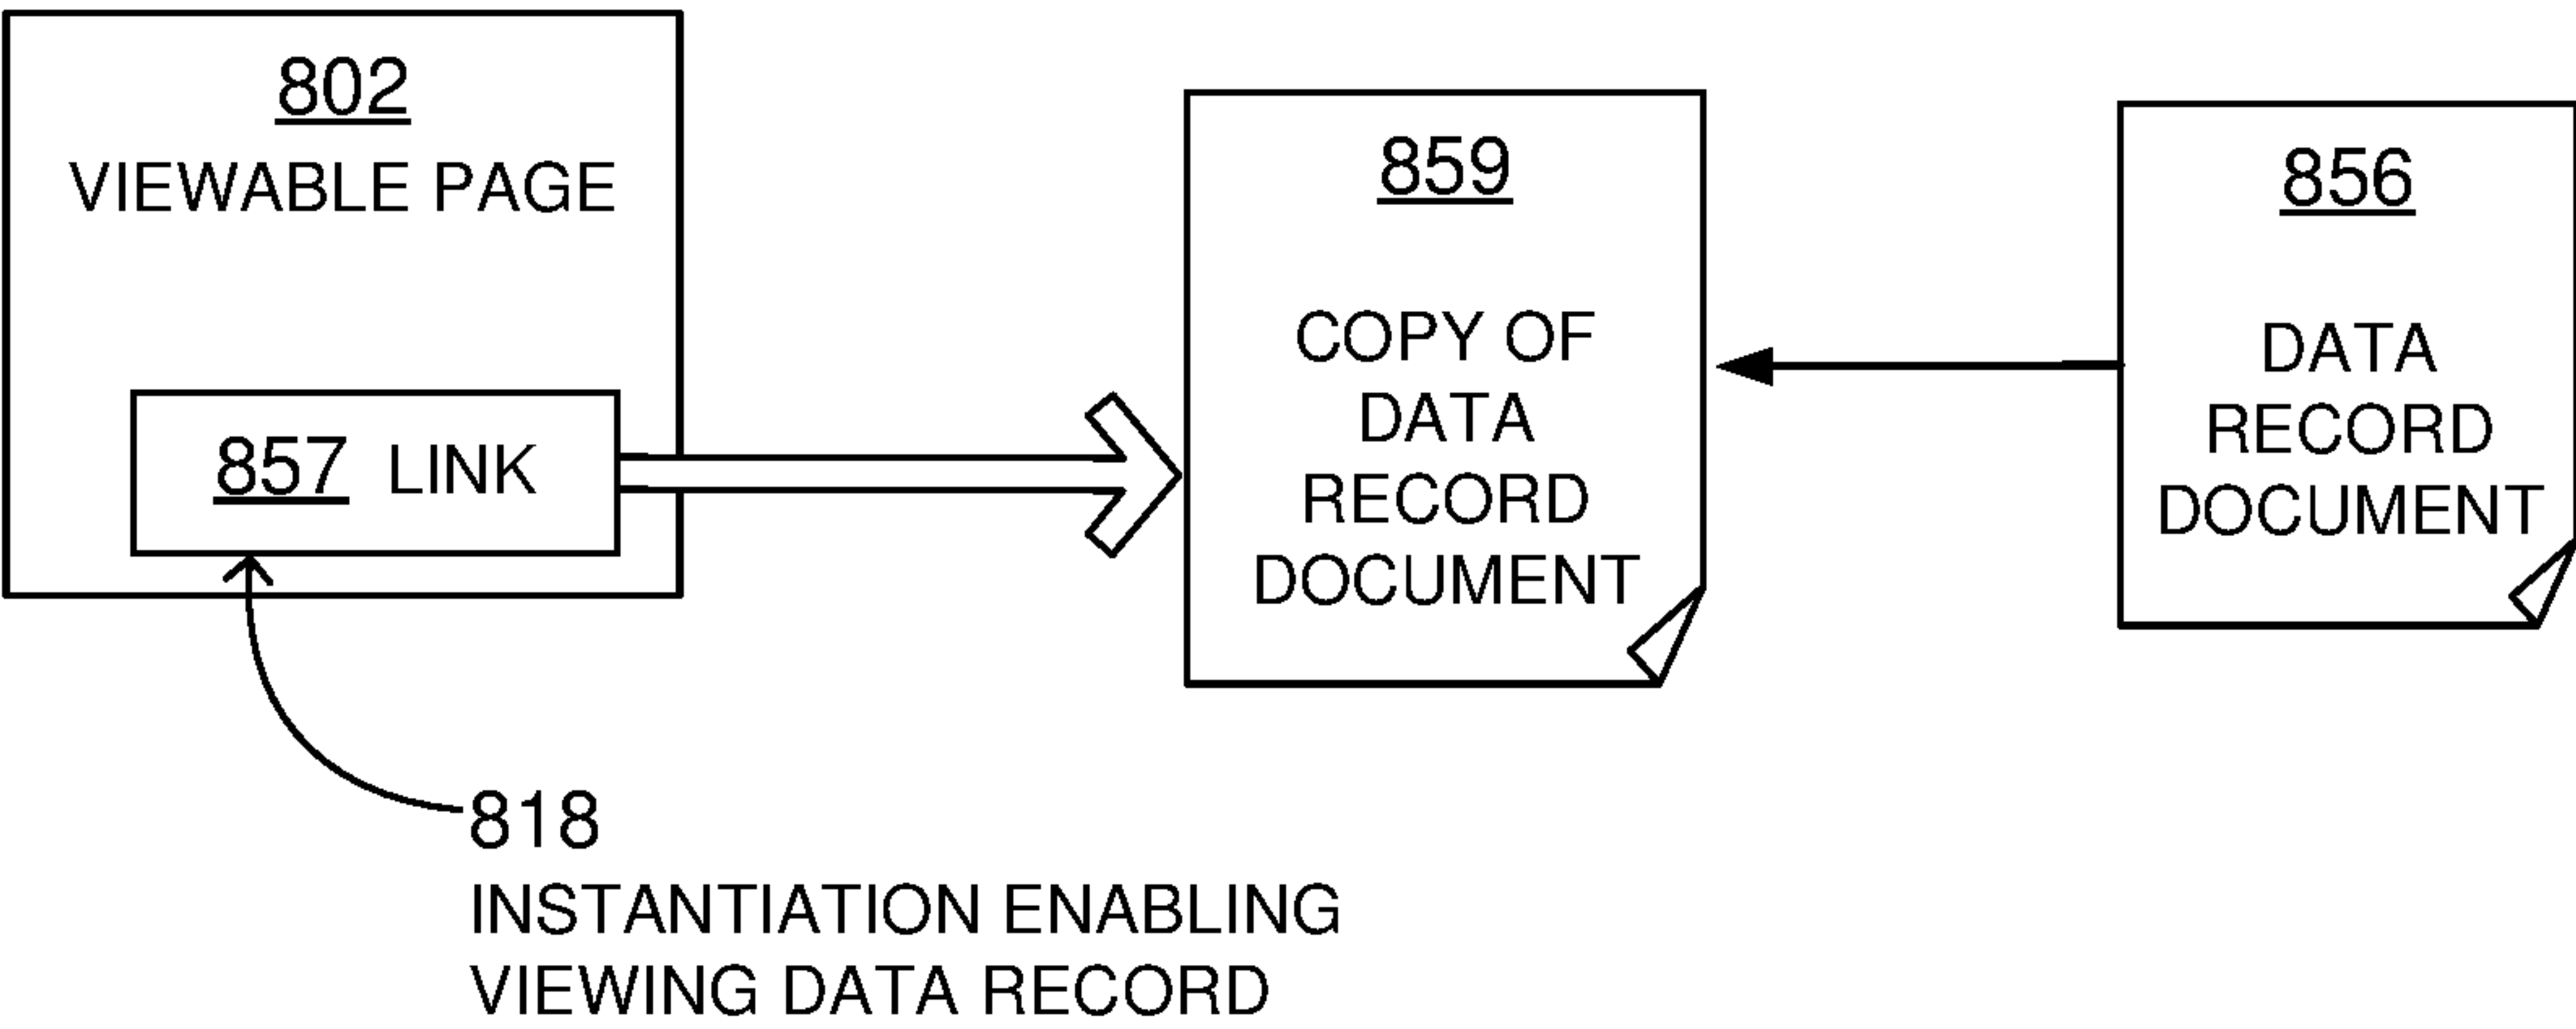 802
VIEWABLE PAGE
857 LINK
818
INSTANTIATION ENABLING
VIEWING DATA RECORD
859
COPY OF
DATA
RECORD
DOCUMENT
856
DATA
RECORD
DOCUMENT